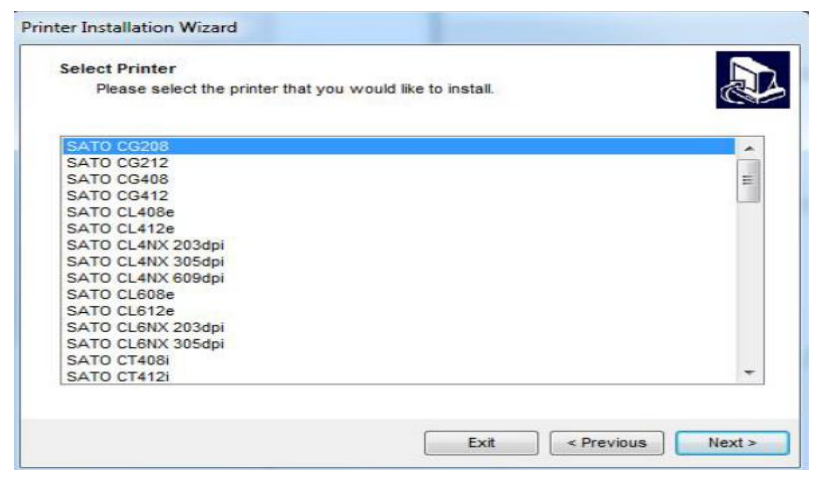 Printer Installation Wizard
Select Printer
Please select the printer that you would like to install.
SATO CG208
SATO CG212
SATO CG408
SATO CG412
SATO CL408e
SATO CL412e
SATO CL4NX 203dpi
SATO CL4NX 305dpi
SATO CL4NX 609dpi
SATO CL608e
SATO CL612e
SATO CL6NX 203dpi
SATO CL6NX 305dpi
SATO CT408i
SATO CT412i
Exit < Previous Next >